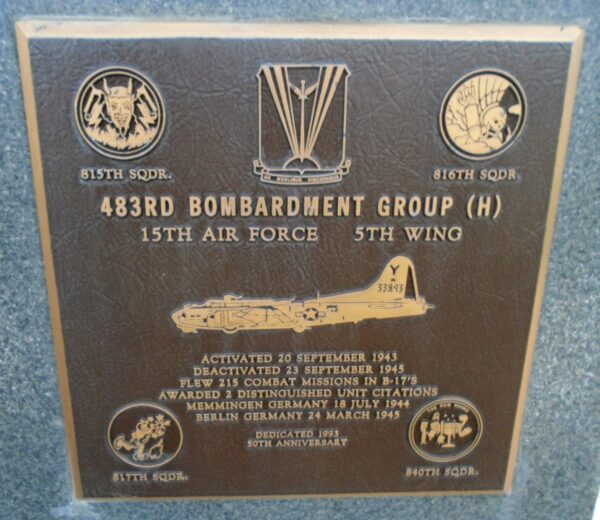 815TH SQDR.
816TH SQDR.
483RD BOMBARDMENT GROUP (H)
15TH AIR FORCE 5TH WING
Y
33893
ACTIVATED 20 SEPTEMBER 1943
DEACTIVATED 23 SEPTEMBER 1945
FLEW 215 COMBAT MISSIONS IN B-17'S
AWARDED 2 DISTINGUISHED UNIT CITATIONS
MEMMINGEN GERMANY 18 JULY 1944
BERLIN GERMANY 24 MARCH 1945
DEDICATED 1993
50TH ANNIVERSARY
817TH SQDR.
840TH SQDR.